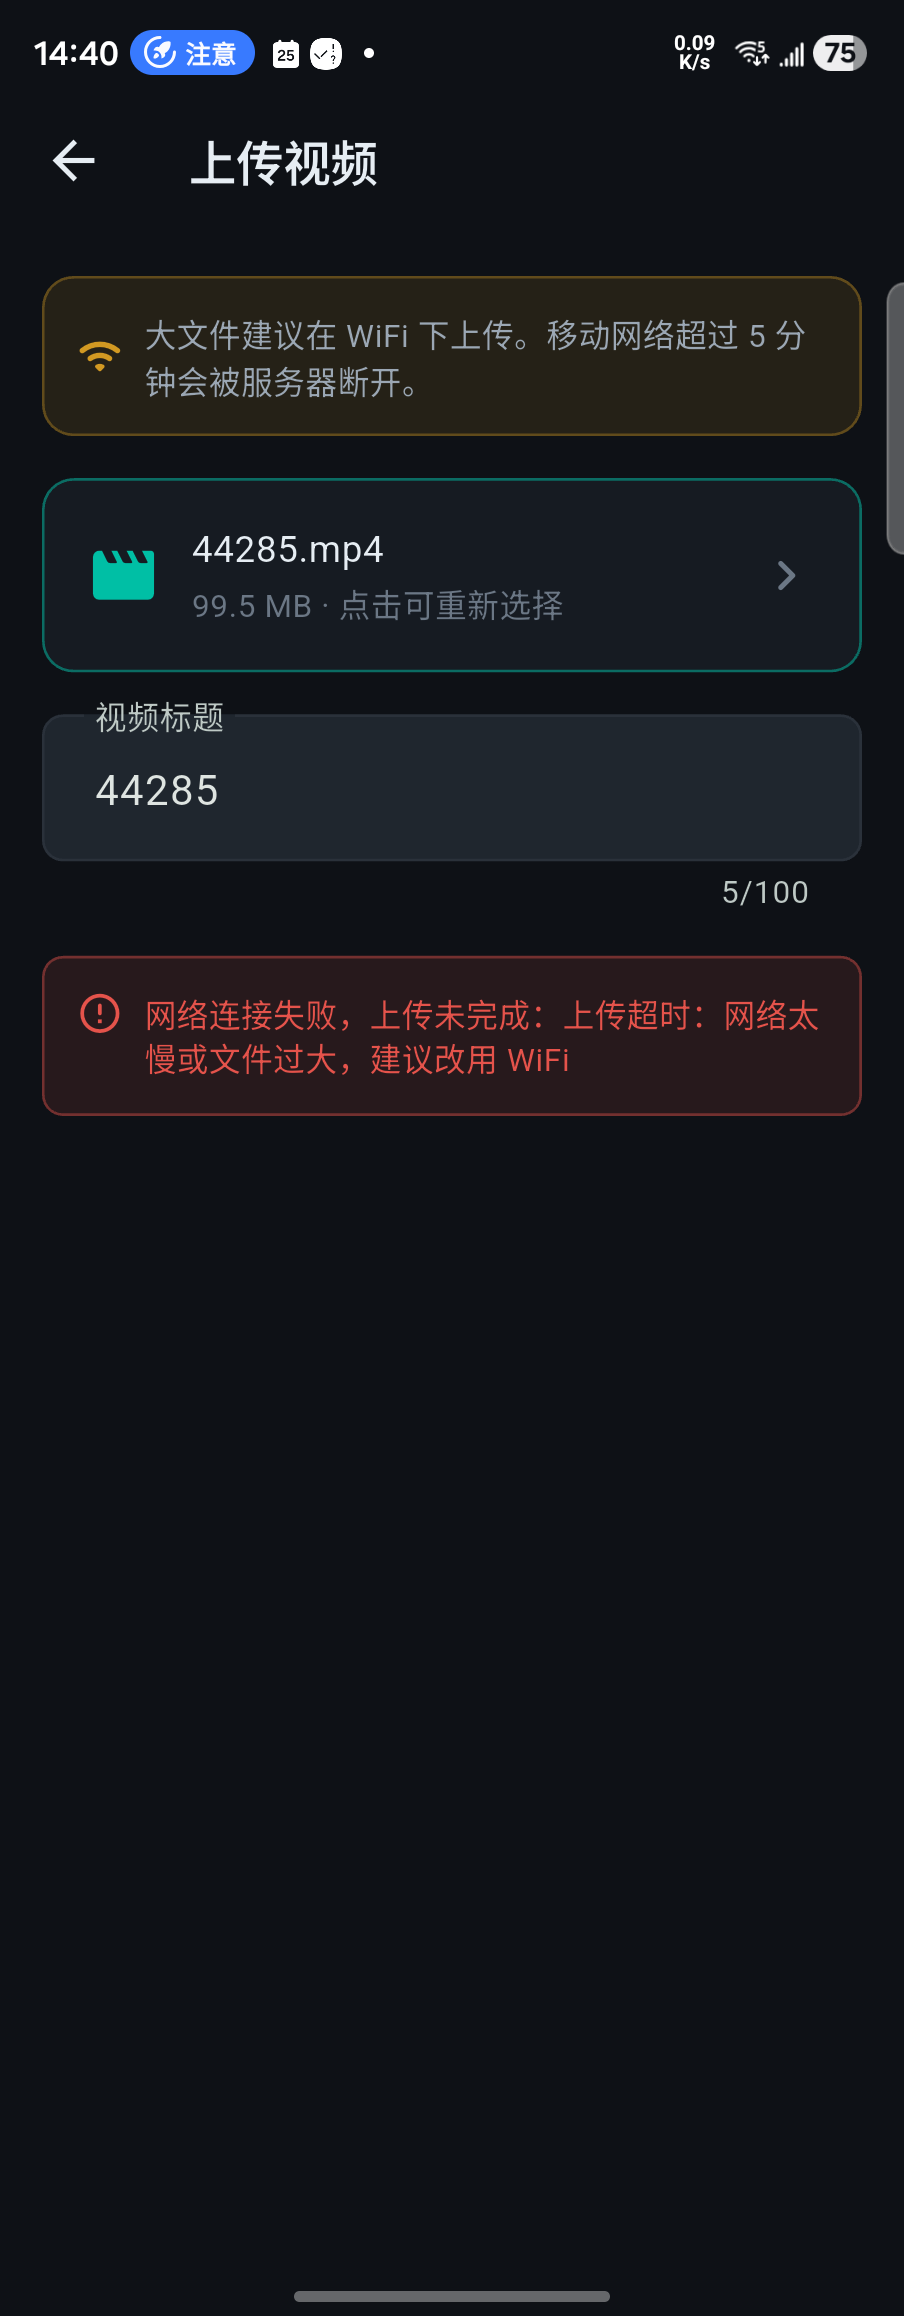 14:40 注意 25 0.09 K/s 5 75
上传视频
大文件建议在 WiFi 下上传。移动网络超过 5 分
钟会被服务器断开。
44285.mp4
99.5 MB · 点击可重新选择
视频标题
44285
5/100
网络连接失败，上传未完成：上传超时：网络太
慢或文件过大，建议改用 WiFi